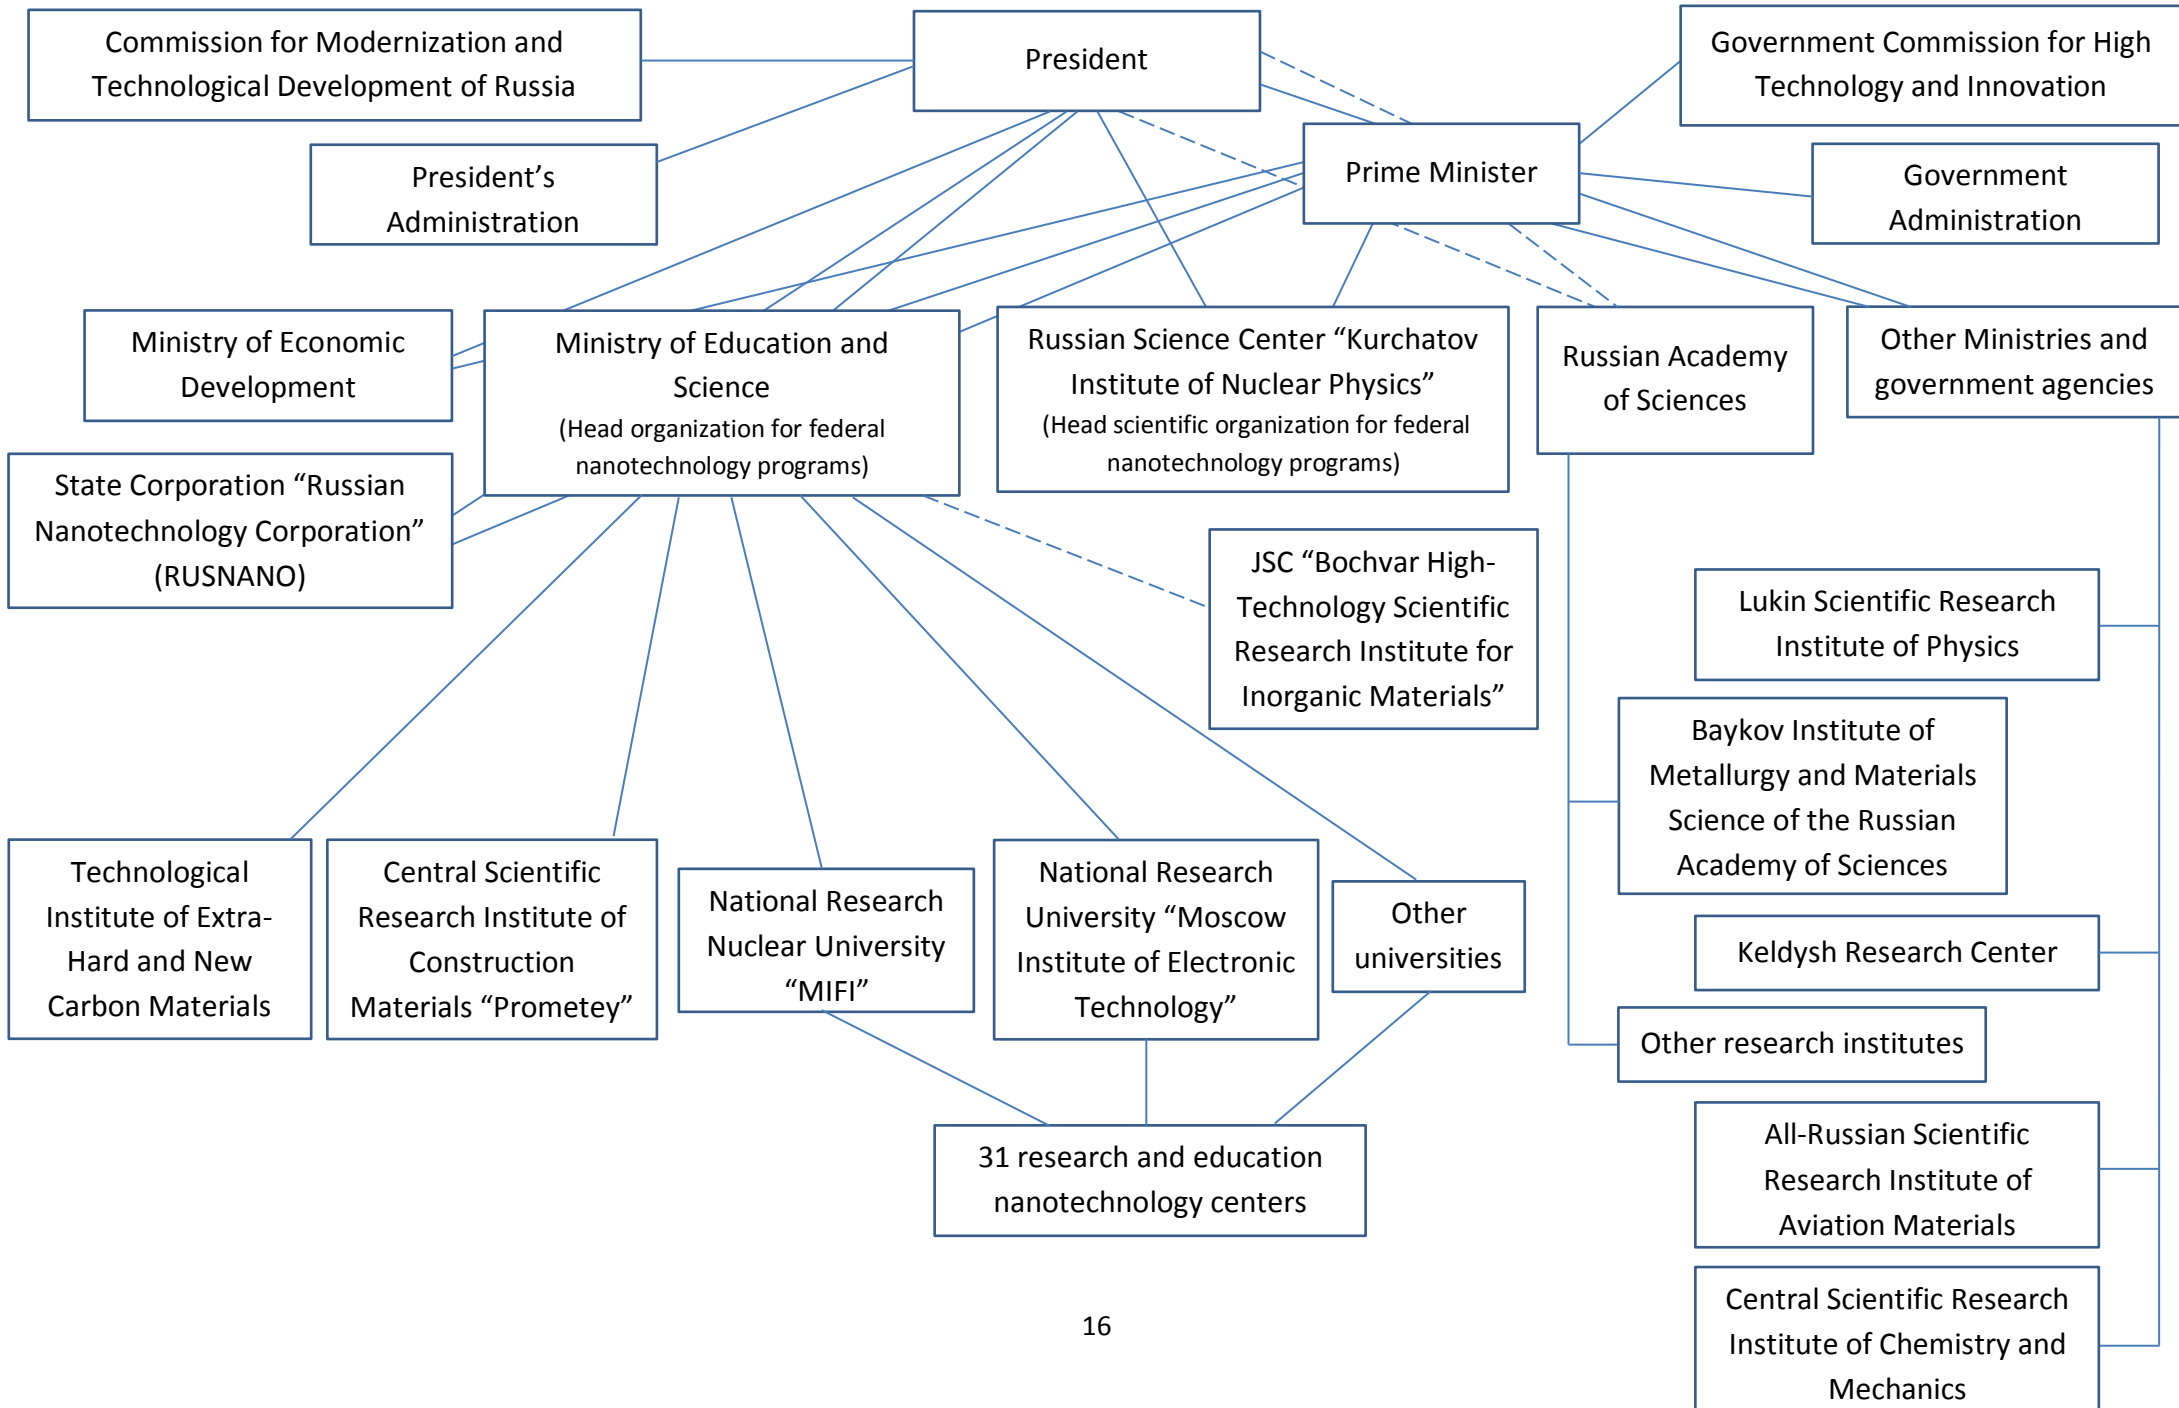 Commission for Modernization and
Technological Development of Russia
President
Government Commission for High
Technology and Innovation
President’s
Administration
Prime Minister
Government
Administration
Ministry of Economic
Development
Ministry of Education and
Science
(Head organization for federal
nanotechnology programs)
Russian Science Center “Kurchatov
Institute of Nuclear Physics”
(Head scientific organization for federal
nanotechnology programs)
Russian Academy
of Sciences
Other Ministries and
government agencies
State Corporation “Russian
Nanotechnology Corporation”
(RUSNANO)
JSC “Bochvar High-
Technology Scientific
Research Institute for
Inorganic Materials”
Lukin Scientific Research
Institute of Physics
Baykov Institute of
Metallurgy and Materials
Science of the Russian
Academy of Sciences
Technological
Institute of Extra-
Hard and New
Carbon Materials
Central Scientific
Research Institute of
Construction
Materials “Prometey”
National Research
Nuclear University
“MIFI”
National Research
University “Moscow
Institute of Electronic
Technology”
Other
universities
Keldysh Research Center
Other research institutes
31 research and education
nanotechnology centers
All-Russian Scientific
Research Institute of
Aviation Materials
Central Scientific Research
Institute of Chemistry and
Mechanics
16